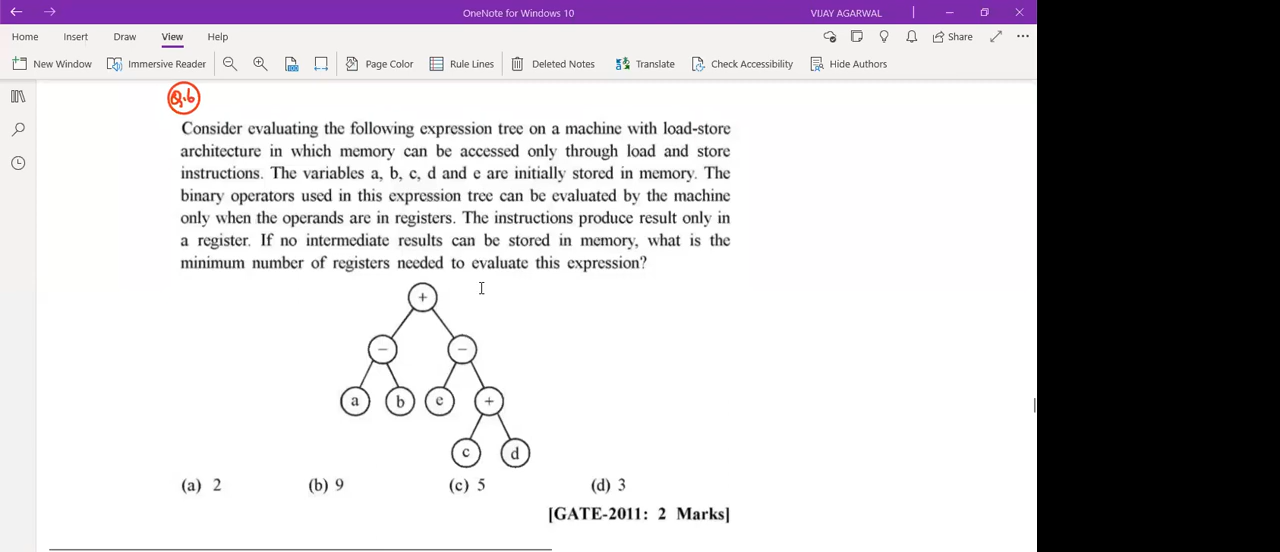 OneNote for Windows 10
VIJAY AGARWAL
Home Insert Draw View Help
Share
New Window Immersive Reader Page Color Rule Lines Deleted Notes Translate Check Accessibility Hide Authors
Q.6
Consider evaluating the following expression tree on a machine with load-store
architecture in which memory can be accessed only through load and store
instructions. The variables a, b, c, d and e are initially stored in memory. The
binary operators used in this expression tree can be evaluated by the machine
only when the operands are in registers. The instructions produce result only in
a register. If no intermediate results can be stored in memory, what is the
minimum number of registers needed to evaluate this expression?
+
− −
a b e +
c d
(a) 2 (b) 9 (c) 5 (d) 3
[GATE-2011: 2 Marks]